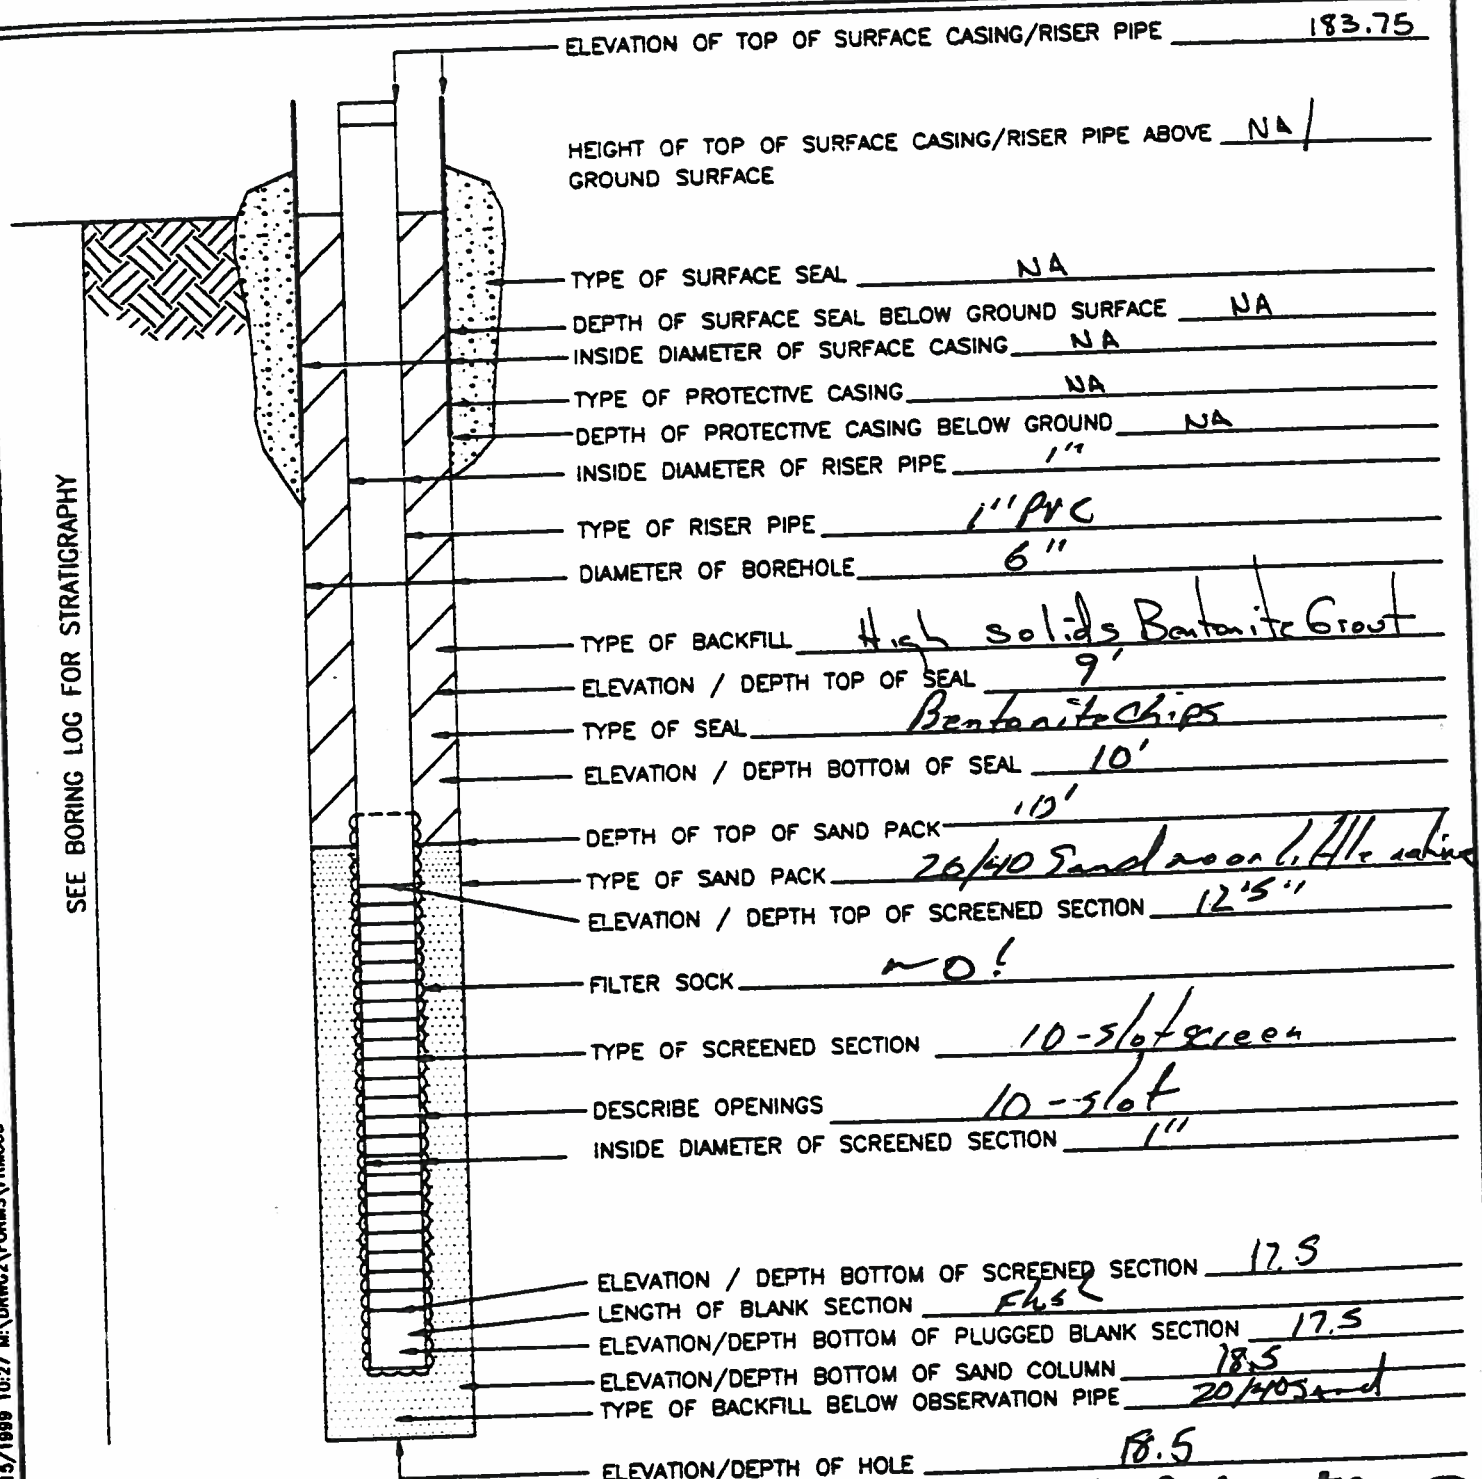 ELEVATION OF TOP OF SURFACE CASING/RISER PIPE 183.75
HEIGHT OF TOP OF SURFACE CASING/RISER PIPE ABOVE NA
GROUND SURFACE
TYPE OF SURFACE SEAL NA
DEPTH OF SURFACE SEAL BELOW GROUND SURFACE NA
INSIDE DIAMETER OF SURFACE CASING NA
TYPE OF PROTECTIVE CASING NA
DEPTH OF PROTECTIVE CASING BELOW GROUND NA
INSIDE DIAMETER OF RISER PIPE 1"
TYPE OF RISER PIPE 1" PVC
DIAMETER OF BOREHOLE 6"
TYPE OF BACKFILL High solids Bentonite Grout
ELEVATION / DEPTH TOP OF SEAL 9'
TYPE OF SEAL Bentonite Chips
ELEVATION / DEPTH BOTTOM OF SEAL 10'
DEPTH OF TOP OF SAND PACK 10'
TYPE OF SAND PACK 20/40 Sand little native
ELEVATION / DEPTH TOP OF SCREENED SECTION 12'5"
FILTER SOCK NO!
TYPE OF SCREENED SECTION 10-slot screen
DESCRIBE OPENINGS 10-slot
INSIDE DIAMETER OF SCREENED SECTION 1"
ELEVATION / DEPTH BOTTOM OF SCREENED SECTION 17.5
LENGTH OF BLANK SECTION
ELEVATION/DEPTH BOTTOM OF PLUGGED BLANK SECTION 17.5
ELEVATION/DEPTH BOTTOM OF SAND COLUMN 18.5
TYPE OF BACKFILL BELOW OBSERVATION PIPE 20/40 Sand
ELEVATION/DEPTH OF HOLE 18.5
SEE BORING LOG FOR STRATIGRAPHY
15/1999 10:27